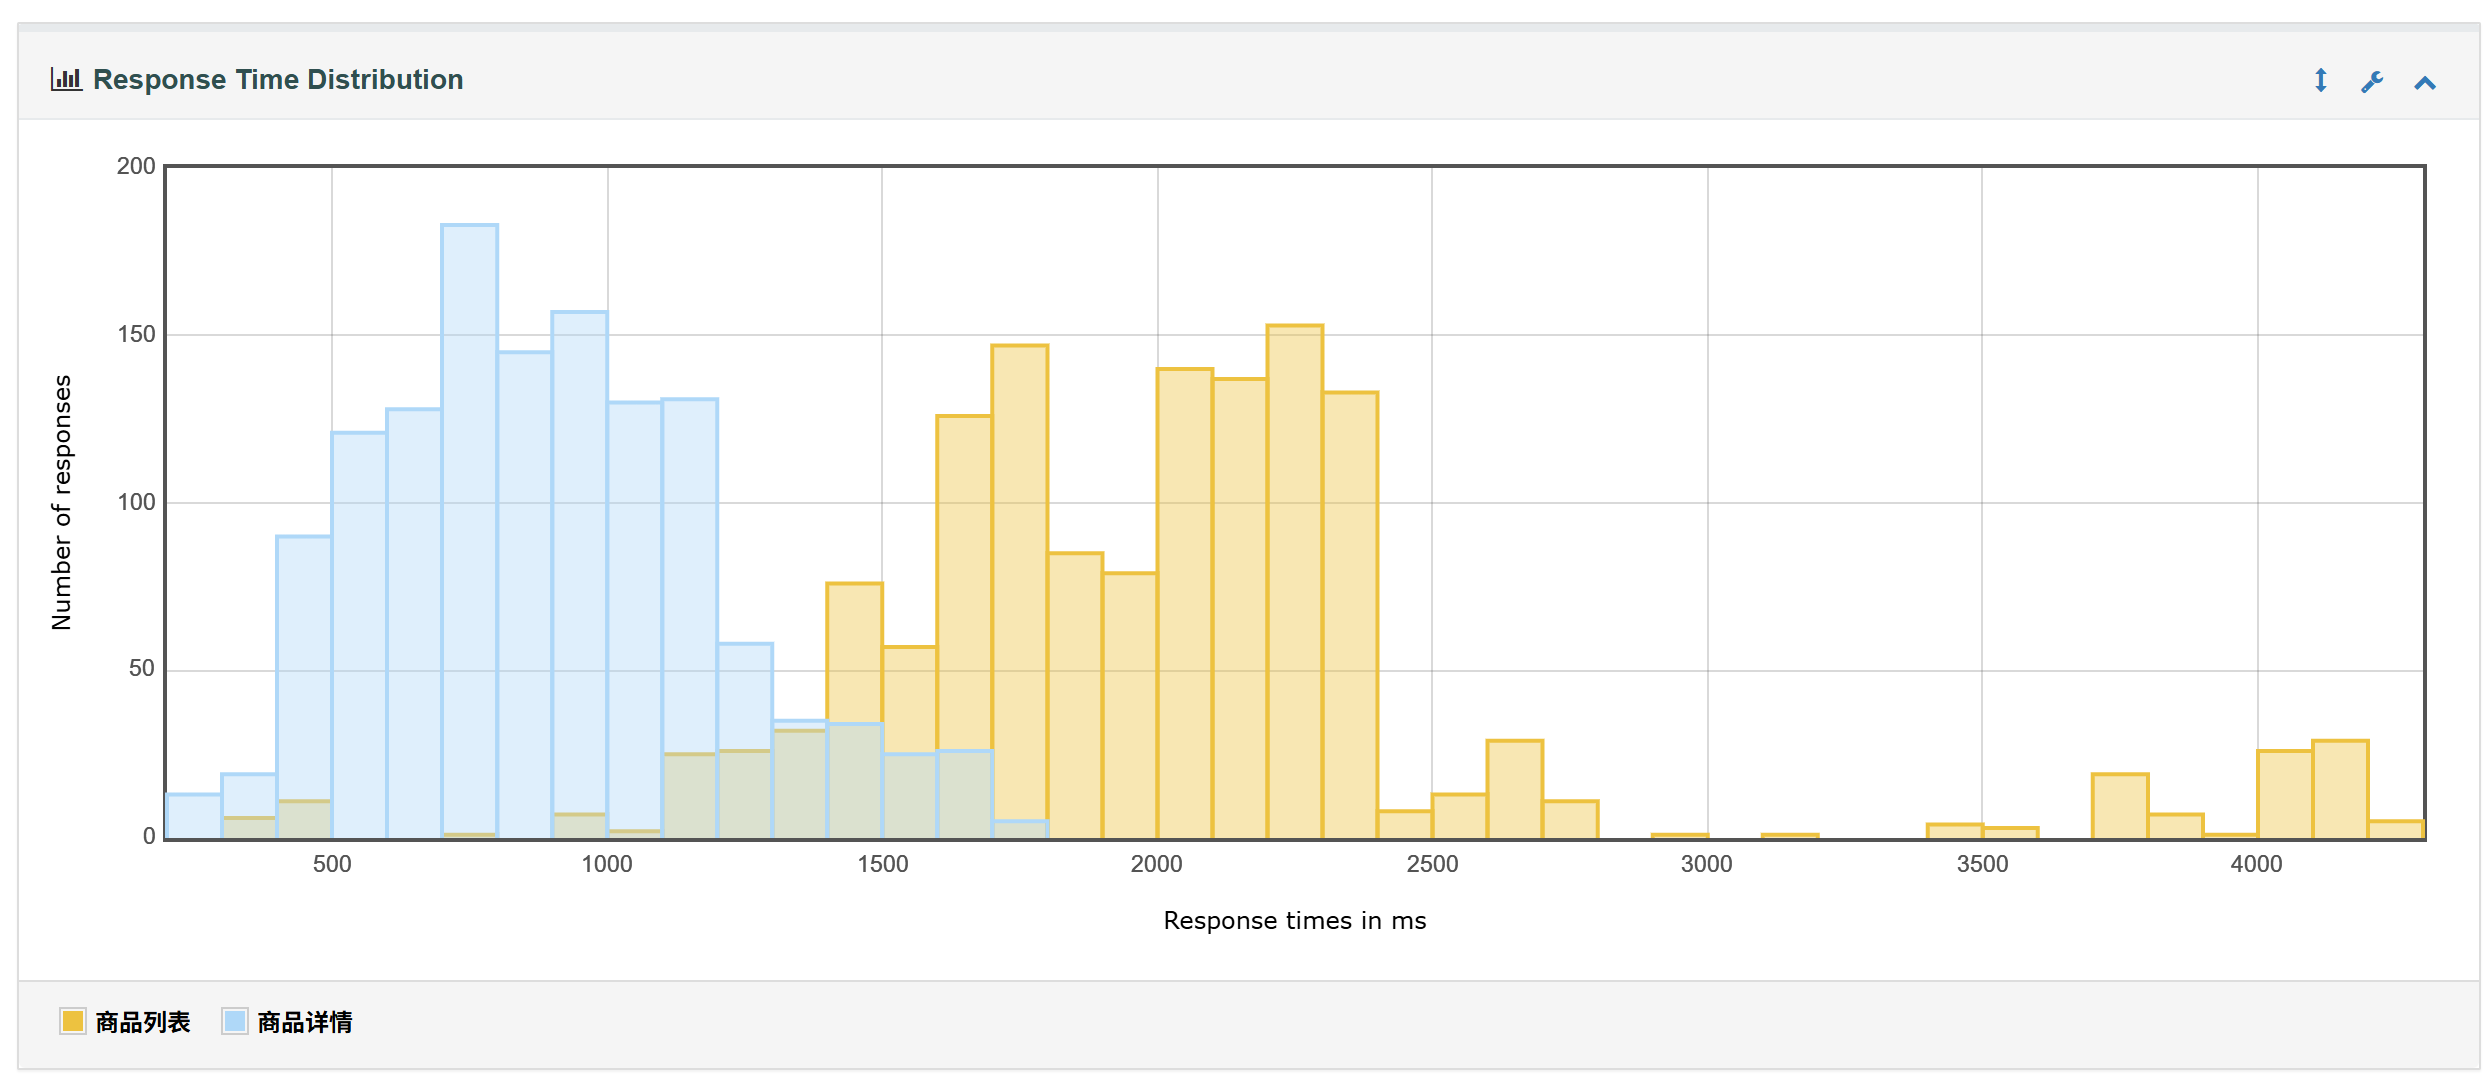 Response Time Distribution
200
150
100
50
0
Number of responses
500 1000 1500 2000 2500 3000 3500 4000
Response times in ms
商品列表 商品详情